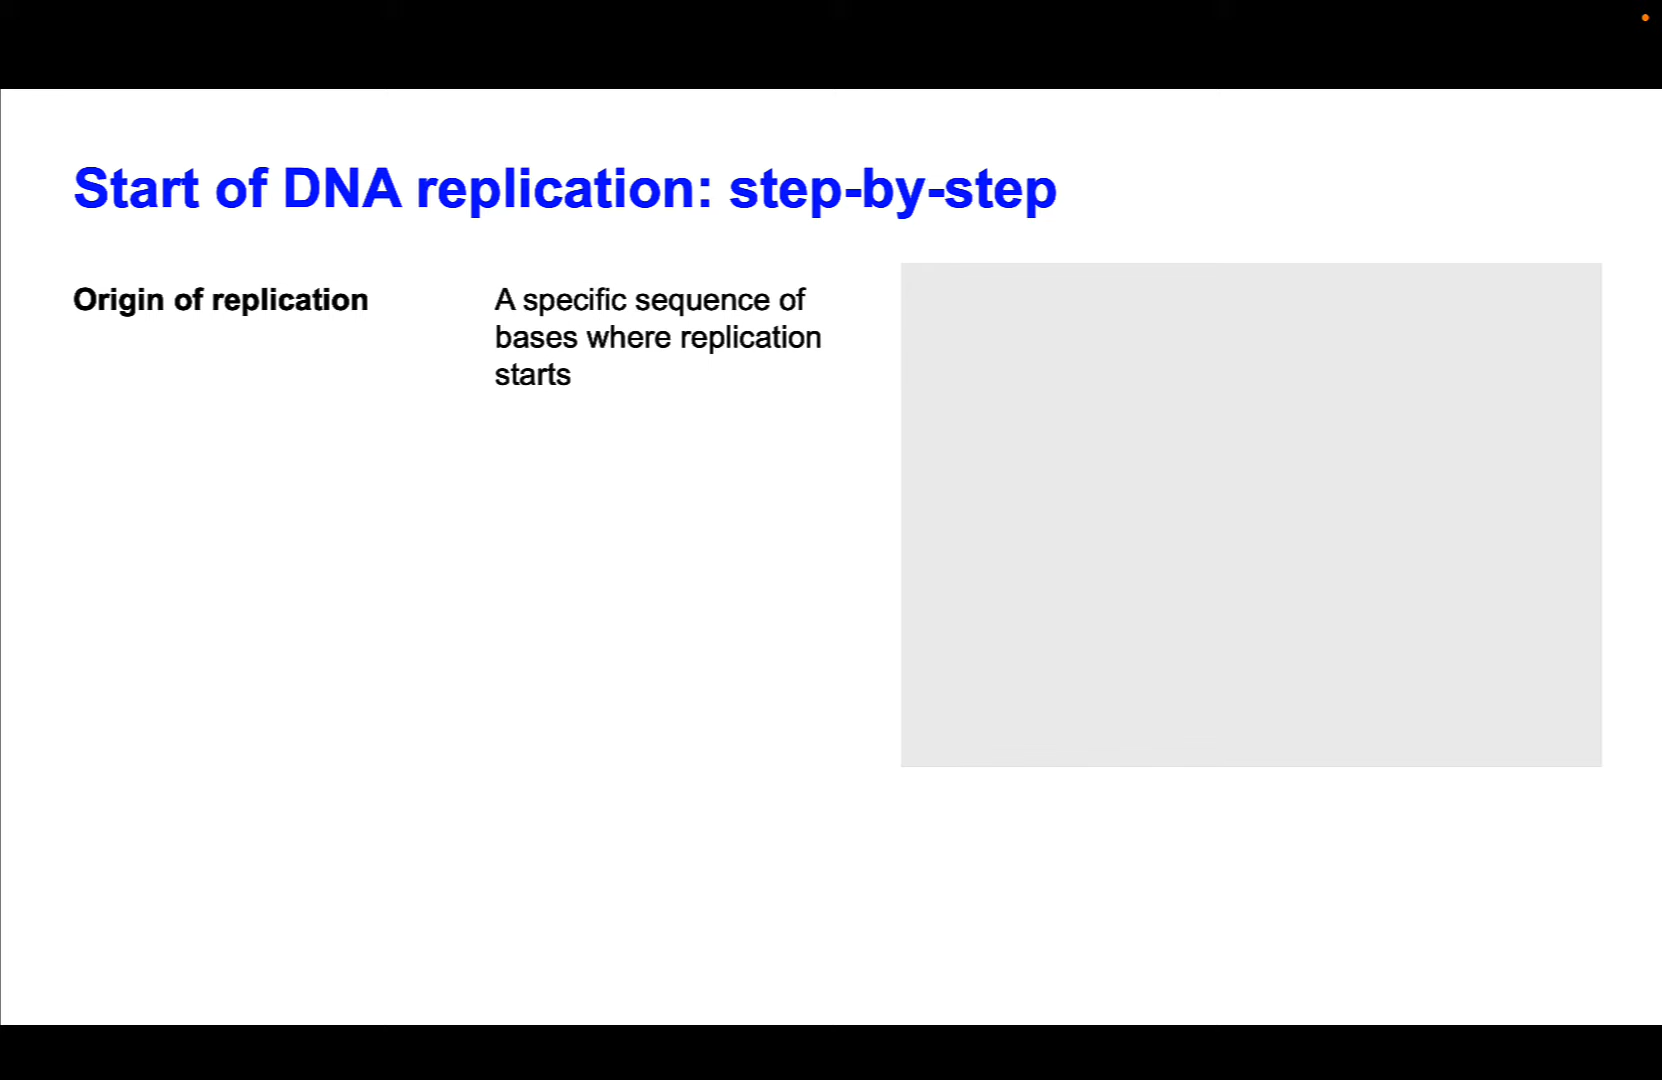 Start of DNA replication: step-by-step
Origin of replication
A specific sequence of
bases where replication
starts